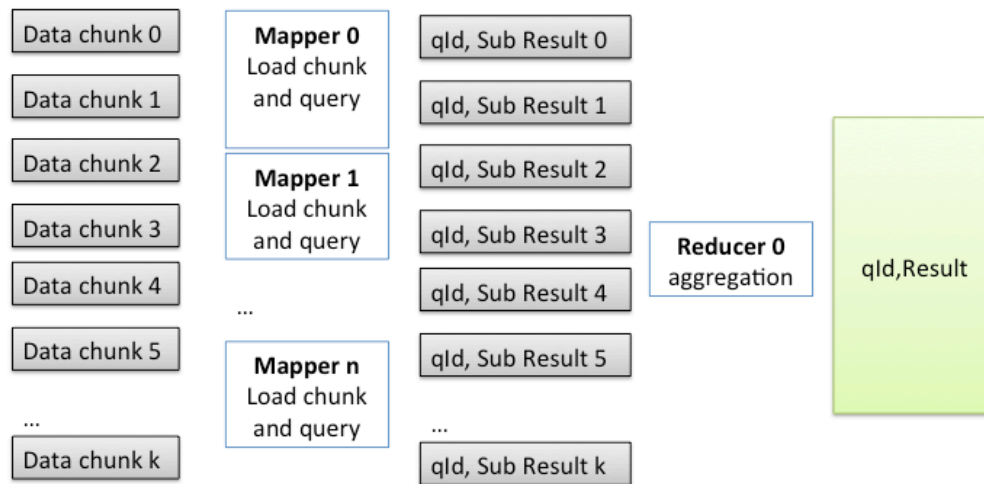 Data chunk 0
Data chunk 1
Data chunk 2
Data chunk 3
Data chunk 4
Data chunk 5
...
Data chunk k
Mapper 0
Load chunk
and query
Mapper 1
Load chunk
and query
...
Mapper n
Load chunk
and query
qId, Sub Result 0
qId, Sub Result 1
qId, Sub Result 2
qId, Sub Result 3
qId, Sub Result 4
qId, Sub Result 5
...
qId, Sub Result k
Reducer 0
aggregation
qId,Result